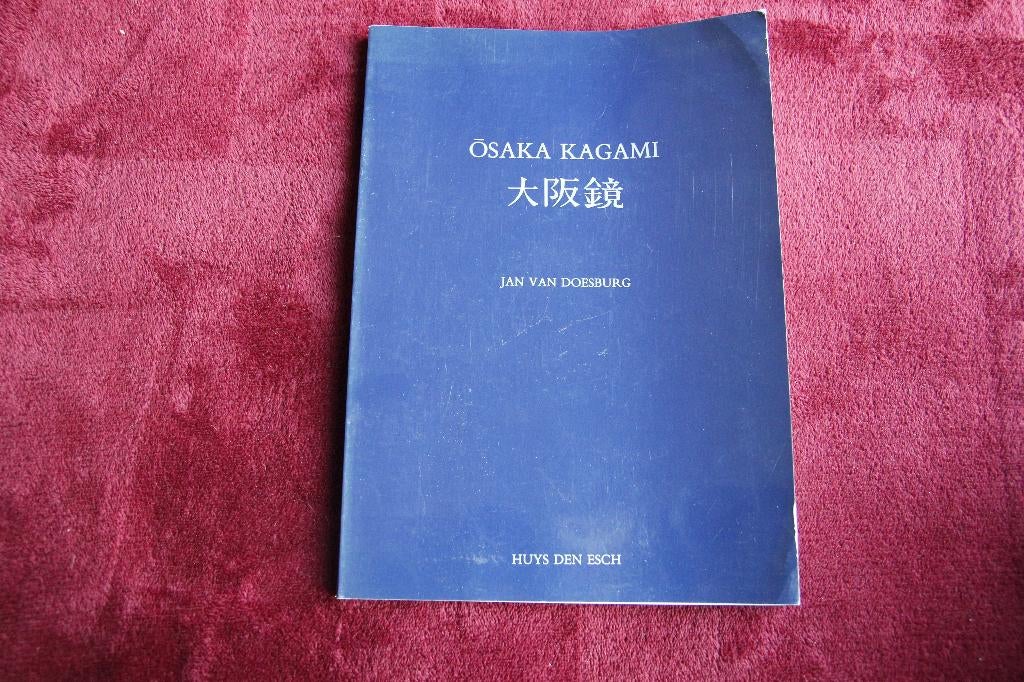 ŌSAKA KAGAMI
大阪鏡
JAN VAN DOESBURG
HUYS DEN ESCH